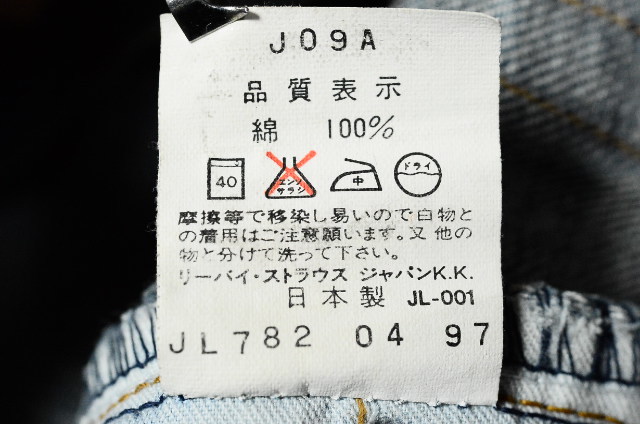 J09A
品質表示
綿 100%
40 エンソ サラシ 中 ドライ
摩擦等で移染し易いので白物と
の着用はご注意願います。又他の
物と分けて洗って下さい。
リーバイ・ストラウス ジャパンK.K.
日本製 JL-001
JL782 04 97